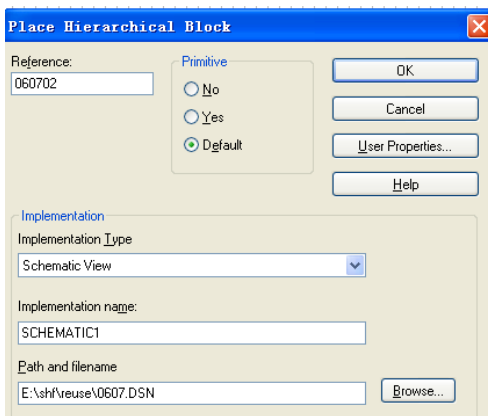 Place Hierarchical Block
Reference:
060702
Primitive
No
Yes
Default
OK
Cancel
User Properties...
Help
Implementation
Implementation Type
Schematic View
Implementation name:
SCHEMATIC1
Path and filename
E:\shf\reuse\0607.DSN
Browse...